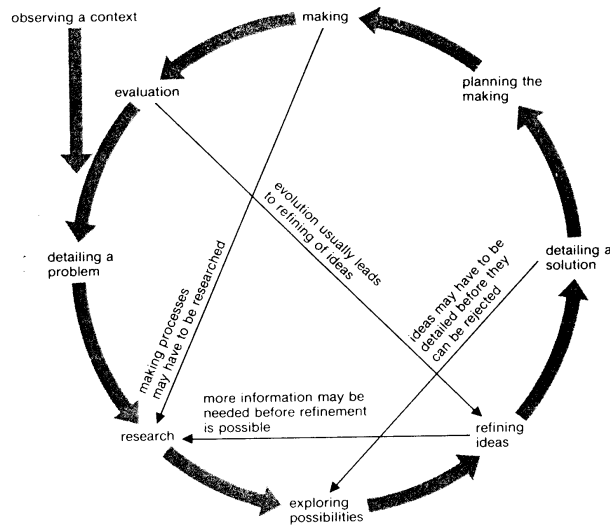 observing a context
making
evaluation
planning the
making
evolution usually leads
to refining of ideas
detailing a
problem
detailing a
solution
ideas may have to be
detailed before they
can be rejected
making processes
may have to be researched
more information may be
needed before refinement
is possible
research
refining
ideas
exploring
possibilities